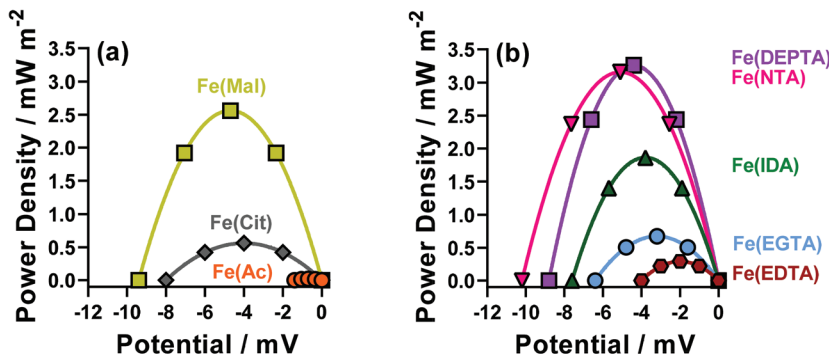 (a)
Power Density / mW m-2
3.5
3.0
2.5
2.0
1.5
1.0
0.5
0.0
Fe(Mal)
Fe(Cit)
Fe(Ac)
-12 -10 -8 -6 -4 -2 0
Potential / mV
(b)
Power Density / mW m-2
3.5
3.0
2.5
2.0
1.5
1.0
0.5
0.0
Fe(DEPTA)
Fe(NTA)
Fe(IDA)
Fe(EGTA)
Fe(EDTA)
-12 -10 -8 -6 -4 -2 0
Potential / mV